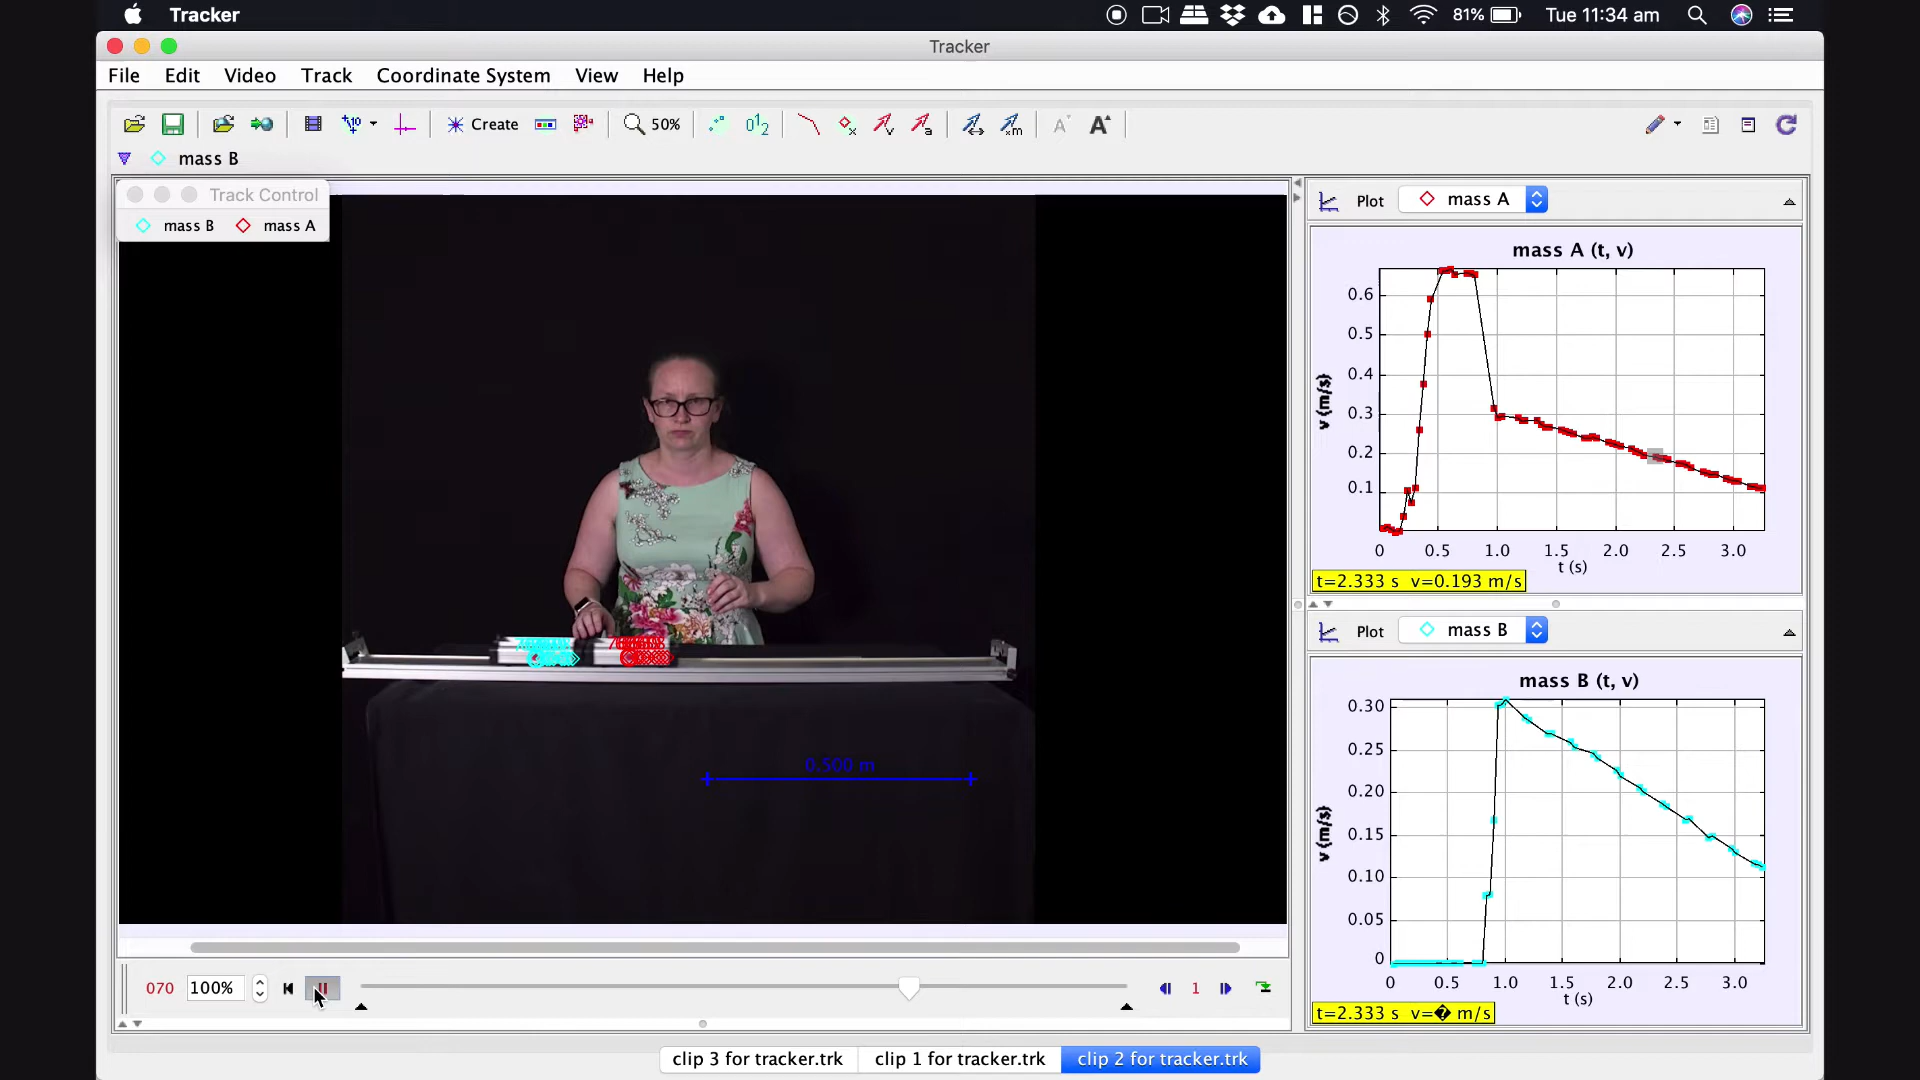 Tracker
81%
Tue 11:34 am
Tracker
File Edit Video Track Coordinate System View Help
Create
50%
mass B
Track Control
mass B mass A
Plot mass A
mass A (t, v)
v (m/s)
0.6
0.5
0.4
0.3
0.2
0.1
0 0.5 1.0 1.5 2.0 2.5 3.0
t (s)
t=2.333 s v=0.193 m/s
Plot mass B
mass B (t, v)
v (m/s)
0.30
0.25
0.20
0.15
0.10
0.05
0
0 0.5 1.0 1.5 2.0 2.5 3.0
t (s)
t=2.333 s v=� m/s
0.500 m
070 100%
1
clip 3 for tracker.trk clip 1 for tracker.trk clip 2 for tracker.trk